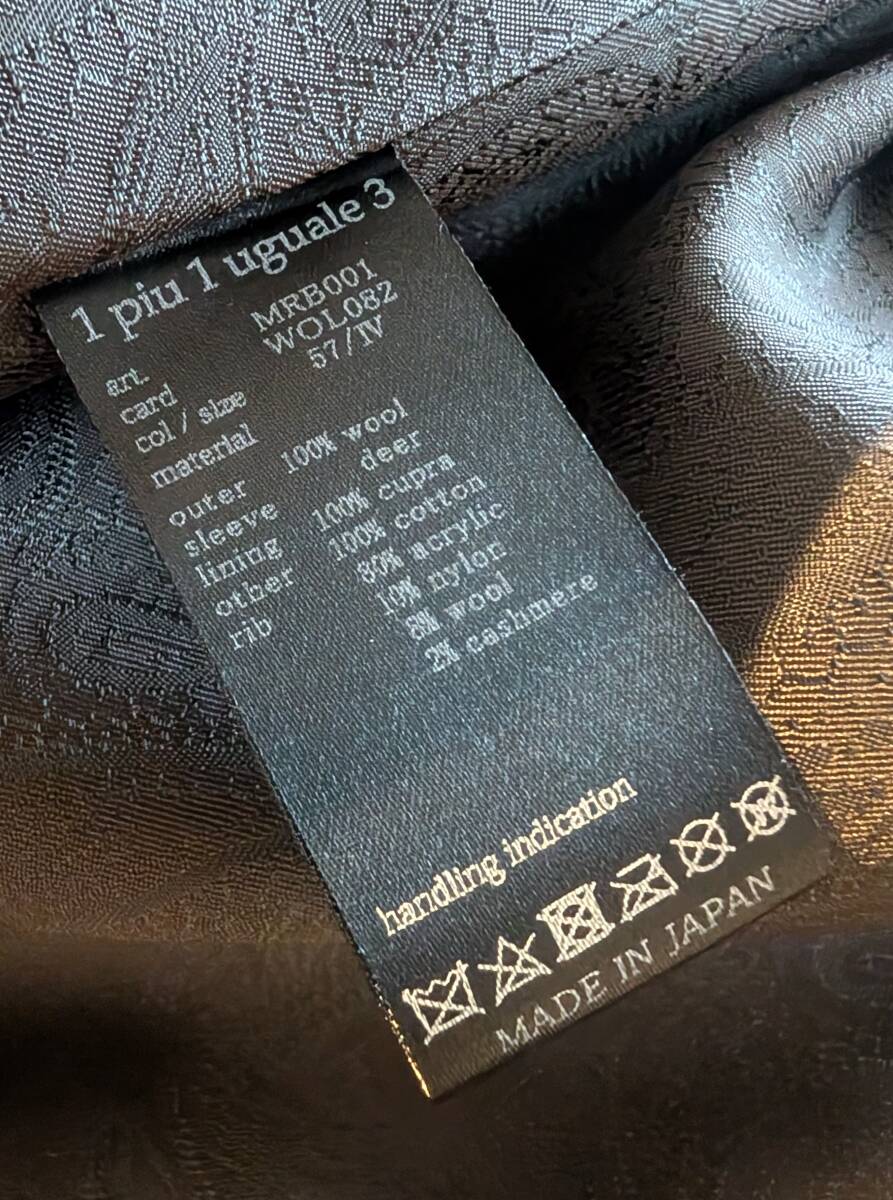 1 piu 1 uguale 3
art. MRB001
card WOL082
col / size 57/IV
material
outer 100% wool
sleeve deer
lining 100% cupra
other 100% cotton
rib 80% acrylic
10% nylon
8% wool
2% cashmere
handling indication
MADE IN JAPAN